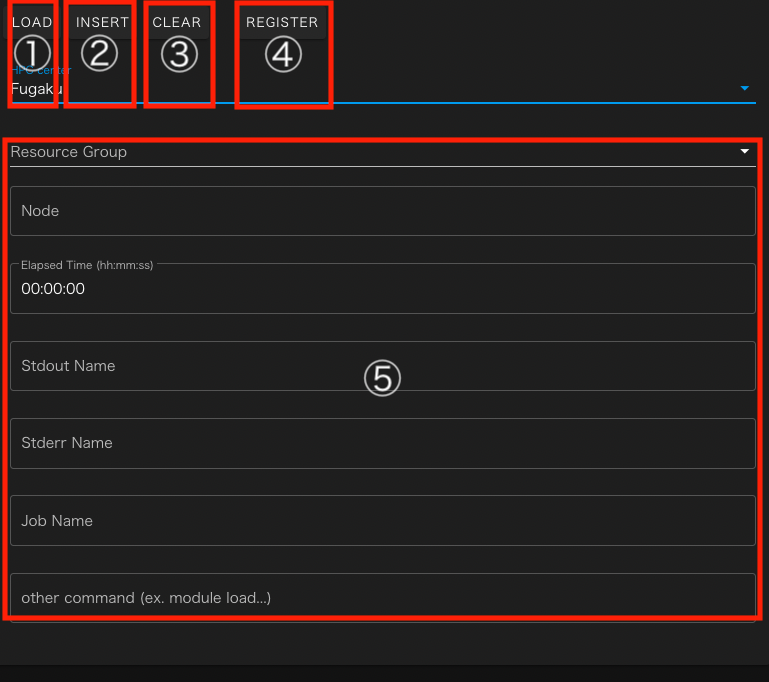 LOAD INSERT CLEAR REGISTER
① ② ③ ④
HPC center
Fugaku
Resource Group
Node
Elapsed Time (hh:mm:ss)
00:00:00
Stdout Name
⑤
Stderr Name
Job Name
other command (ex. module load...)